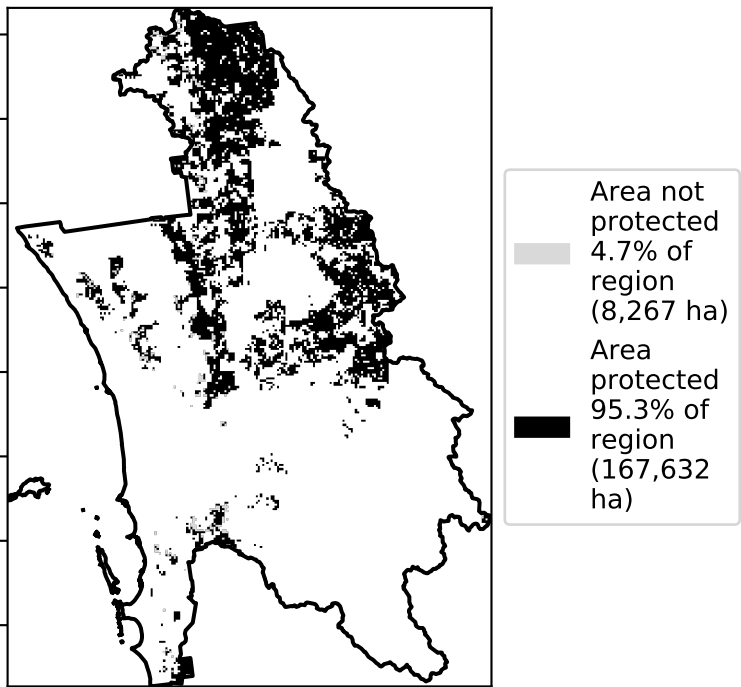 Area not
protected
4.7% of
region
(8,267 ha)
Area
protected
95.3% of
region
(167,632
ha)